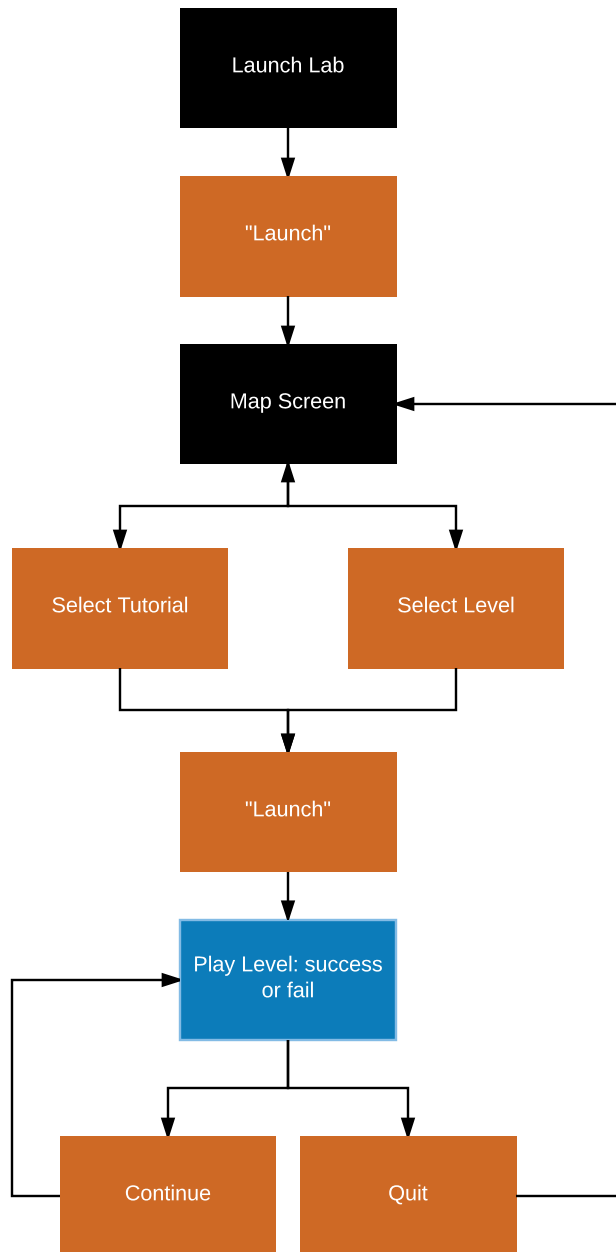 Launch Lab
"Launch"
Map Screen
Select Tutorial
Select Level
"Launch"
Play Level: success
or fail
Continue
Quit